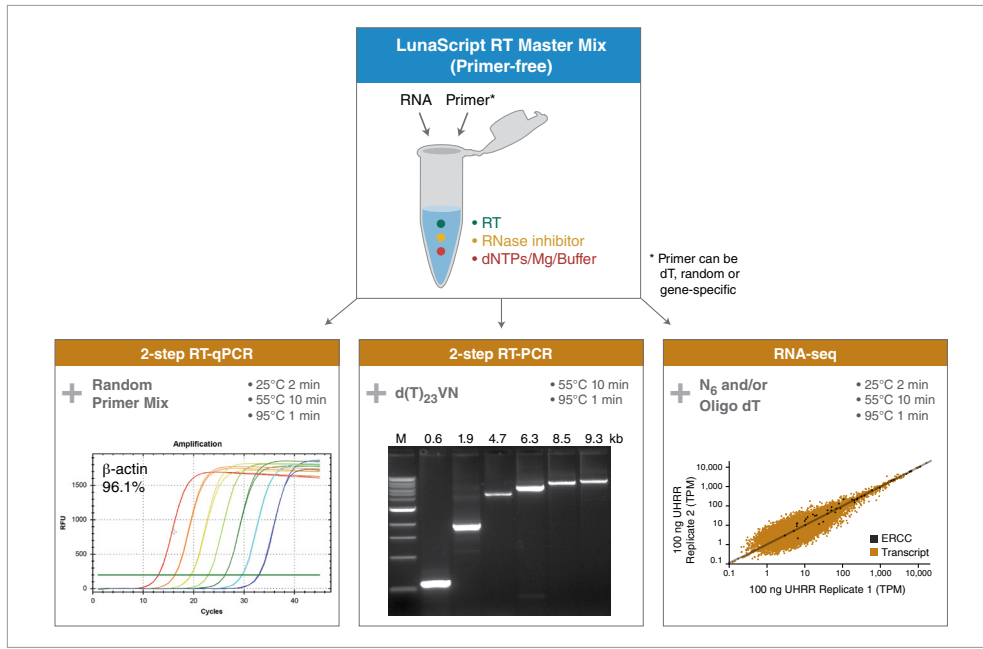 LunaScript RT Master Mix
(Primer-free)
RNA Primer*
• RT
• RNase inhibitor
• dNTPs/Mg/Buffer
* Primer can be
dT, random or
gene-specific
2-step RT-qPCR
+ Random
Primer Mix
• 25°C 2 min
• 55°C 10 min
• 95°C 1 min
Amplification
β-actin
96.1%
1500
1000
500
0
RFU
0 10 20 30 40
Cycles
2-step RT-PCR
+ d(T)₂₃VN
• 55°C 10 min
• 95°C 1 min
M 0.6 1.9 4.7 6.3 8.5 9.3 kb
RNA-seq
+ N₆ and/or
Oligo dT
• 25°C 2 min
• 55°C 10 min
• 95°C 1 min
100 ng UHRR
Replicate 2 (TPM)
10,000
1,000
100
10
1
0.1
ERCC
Transcript
0.1 1 10 100 1,000 10,000
100 ng UHRR Replicate 1 (TPM)